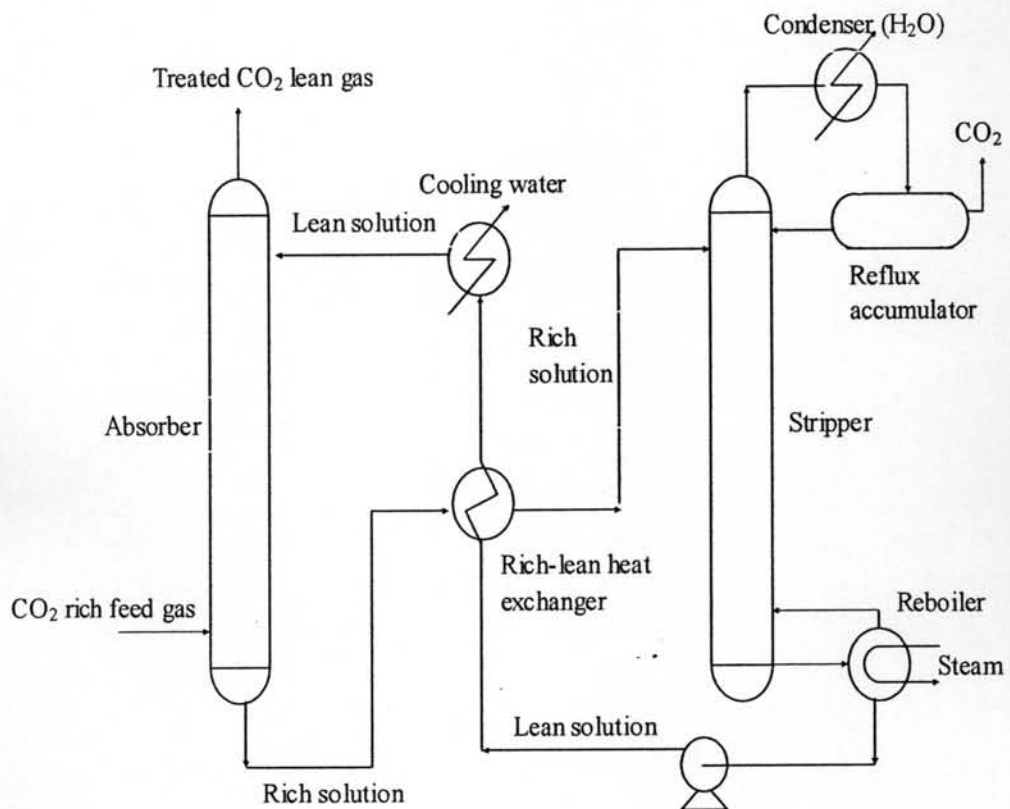 Condenser (H₂O)
Treated CO₂ lean gas
CO₂
Cooling water
Lean solution
Reflux
accumulator
Rich
solution
Absorber
Stripper
Rich-lean heat
exchanger
CO₂ rich feed gas
Reboiler
Steam
Lean solution
Rich solution